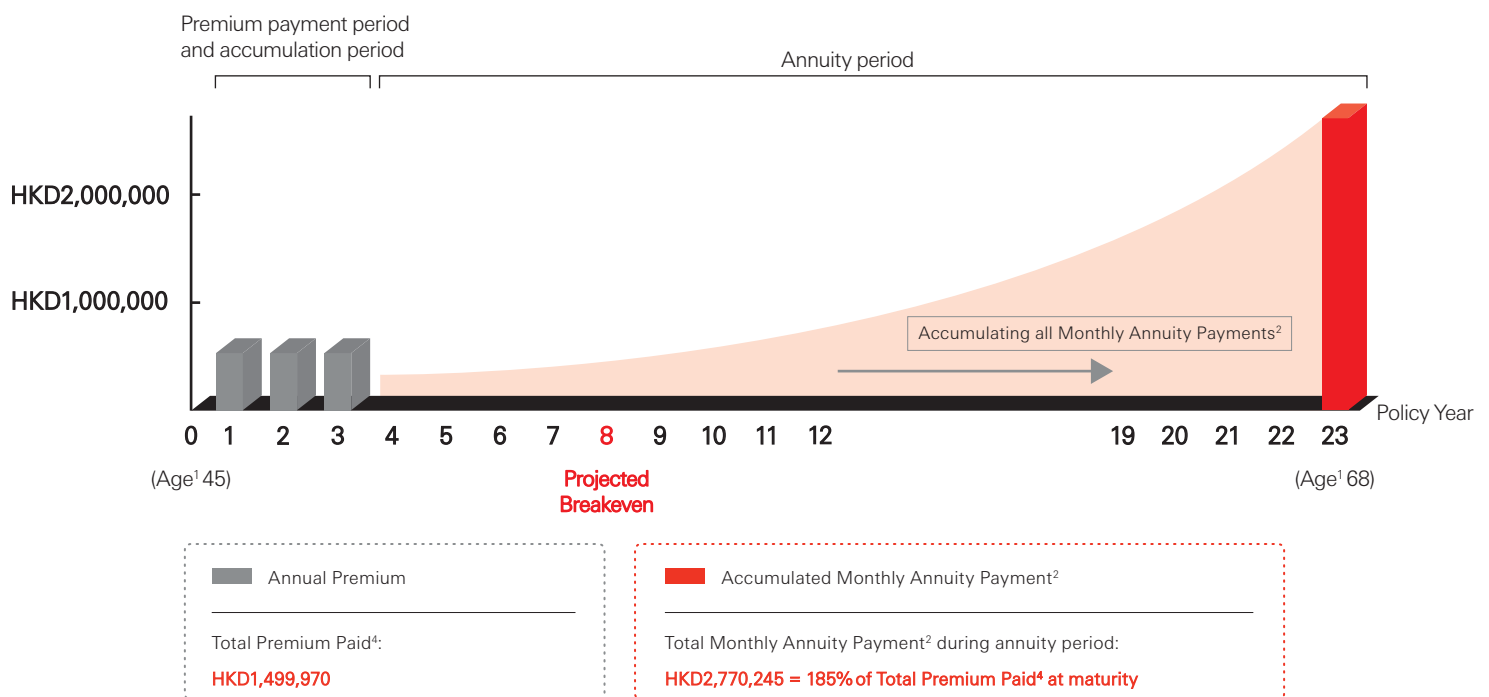 Premium payment period
and accumulation period
Annuity period
HKD2,000,000
HKD1,000,000
Accumulating all Monthly Annuity Payments²
Policy Year
0 1 2 3 4 5 6 7 8 9 10 11 12 19 20 21 22 23
(Age¹ 45)
(Age¹ 68)
Projected
Breakeven
Annual Premium
Total Premium Paid⁴:
HKD1,499,970
Accumulated Monthly Annuity Payment²
Total Monthly Annuity Payment² during annuity period:
HKD2,770,245 = 185% of Total Premium Paid⁴ at maturity